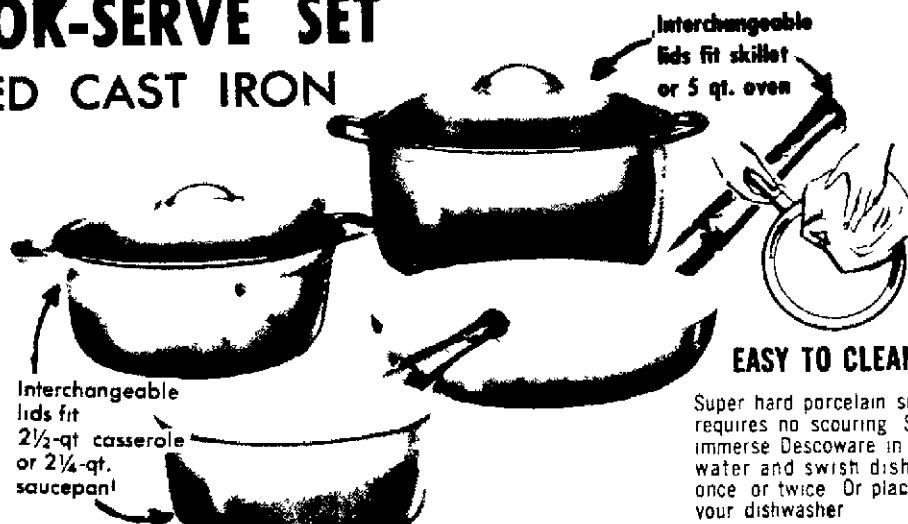 OK-SERVE SET
ED CAST IRON
Interchangeable
lids fit skillet
or 5 qt. oven
Interchangeable
lids fit
2½-qt casserole
or 2¼-qt.
saucepan!
EASY TO CLEAN
Super hard porcelain
requires no scouring
immerse Descoware in
water and swish dish
once or twice Or plac
your dishwasher